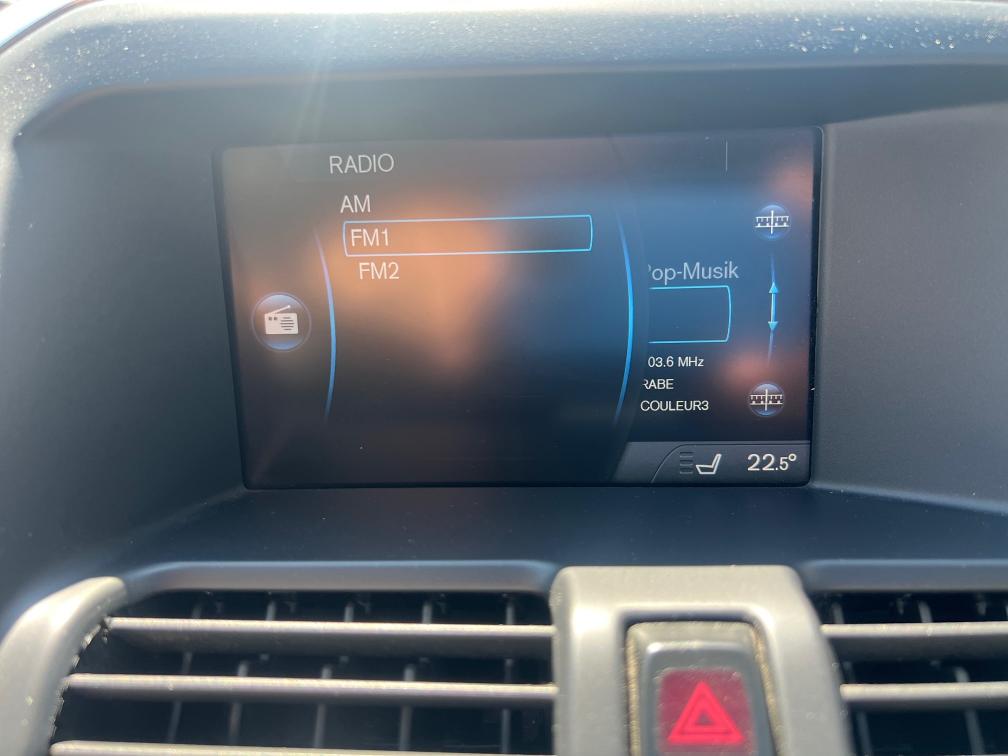 RADIO
AM
FM1
FM2
Pop-Musik
03.6 MHz
RABE
COULEUR3
22.5°